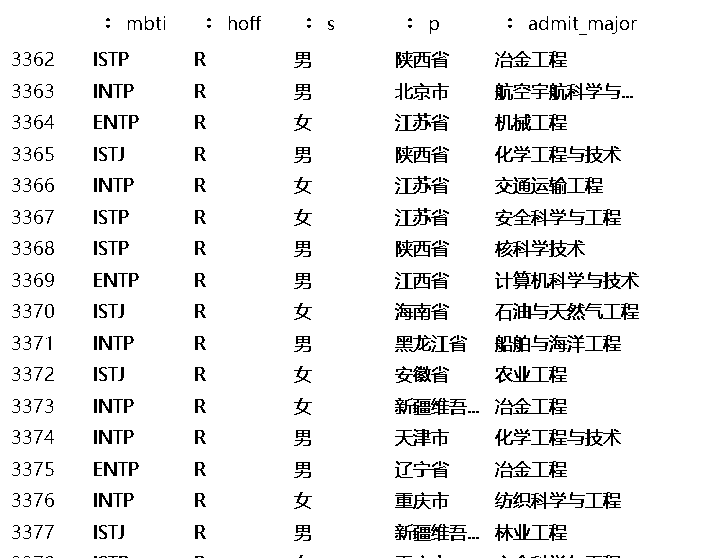 : mbti : hoff : s : p : admit_major
3362 ISTP R 男 陕西省 冶金工程
3363 INTP R 男 北京市 航空宇航科学与...
3364 ENTP R 女 江苏省 机械工程
3365 ISTJ R 男 陕西省 化学工程与技术
3366 INTP R 女 江苏省 交通运输工程
3367 ISTP R 女 江苏省 安全科学与工程
3368 ISTP R 男 陕西省 核科学技术
3369 ENTP R 男 江西省 计算机科学与技术
3370 ISTJ R 女 海南省 石油与天然气工程
3371 INTP R 男 黑龙江省 船舶与海洋工程
3372 ISTJ R 女 安徽省 农业工程
3373 INTP R 女 新疆维吾... 冶金工程
3374 INTP R 男 天津市 化学工程与技术
3375 ENTP R 男 辽宁省 冶金工程
3376 INTP R 女 重庆市 纺织科学与工程
3377 ISTJ R 男 新疆维吾... 林业工程